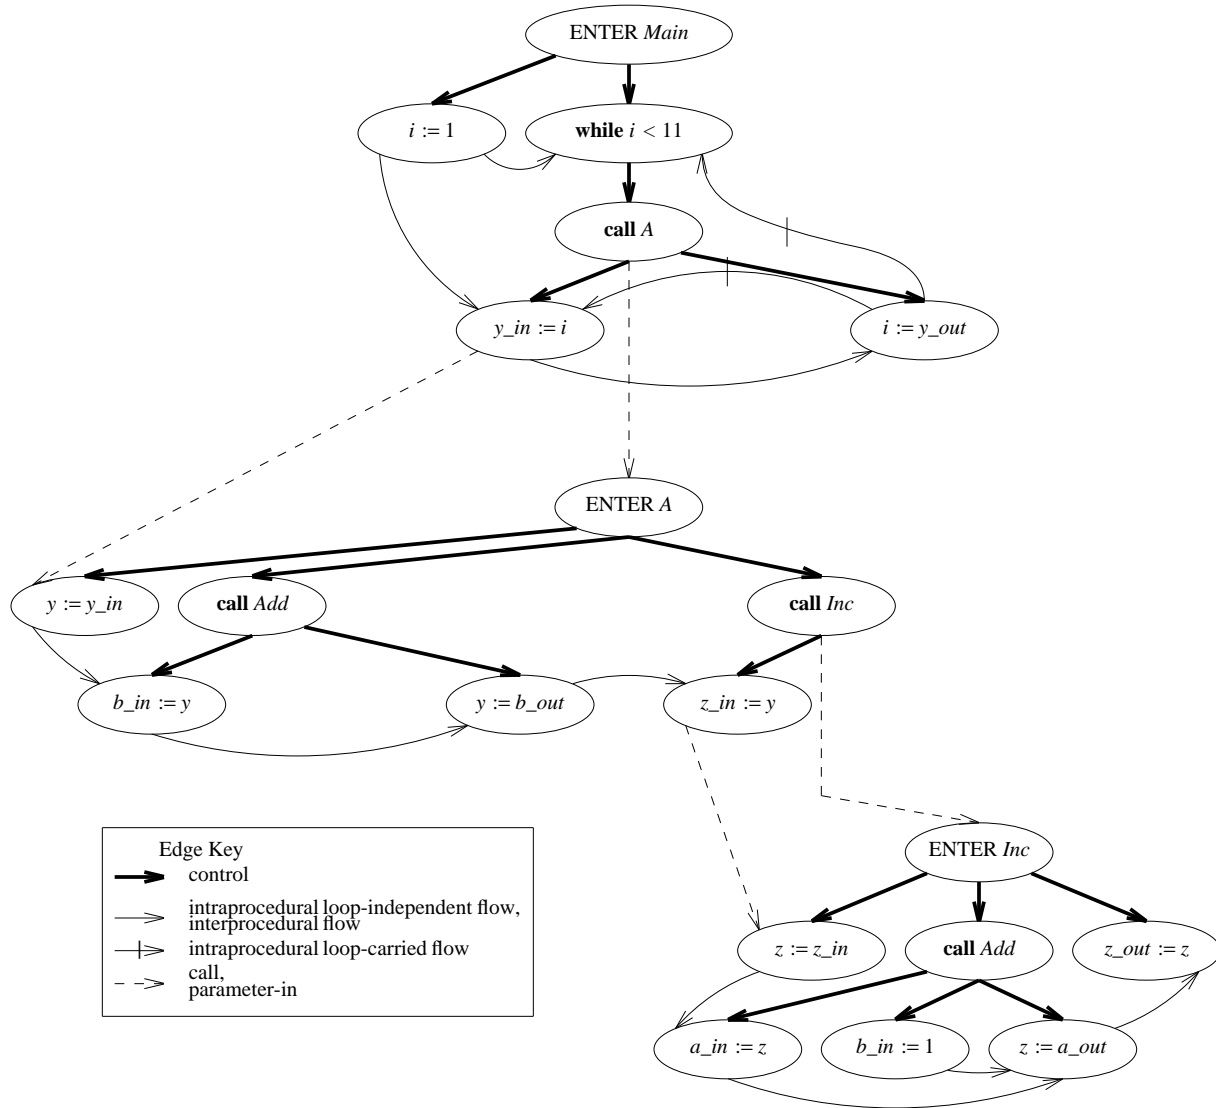 ENTER Main
i := 1
while i < 11
call A
y_in := i
i := y_out
ENTER A
y := y_in
call Add
call Inc
b_in := y
y := b_out
z_in := y
ENTER Inc
z := z_in
call Add
z_out := z
a_in := z
b_in := 1
z := a_out
Edge Key
control
intraprocedural loop-independent flow,
interprocedural flow
intraprocedural loop-carried flow
call,
parameter-in